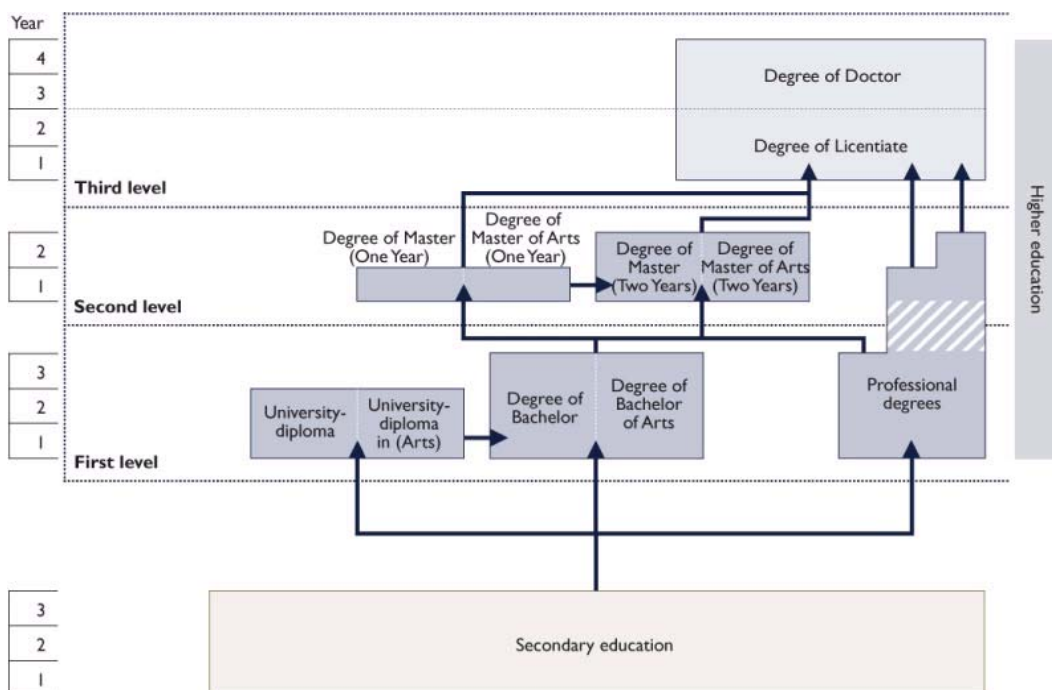 Year
4
3
2
1
Degree of Doctor
Degree of Licentiate
Third level
2
1
Degree of Master
(One Year)
Degree of
Master of Arts
(One Year)
Degree of
Master
(Two Years)
Degree of
Master of Arts
(Two Years)
Second level
3
2
1
University-
diploma
University-
diploma
in (Arts)
Degree of
Bachelor
Degree of
Bachelor
of Arts
Professional
degrees
First level
Higher education
3
2
1
Secondary education